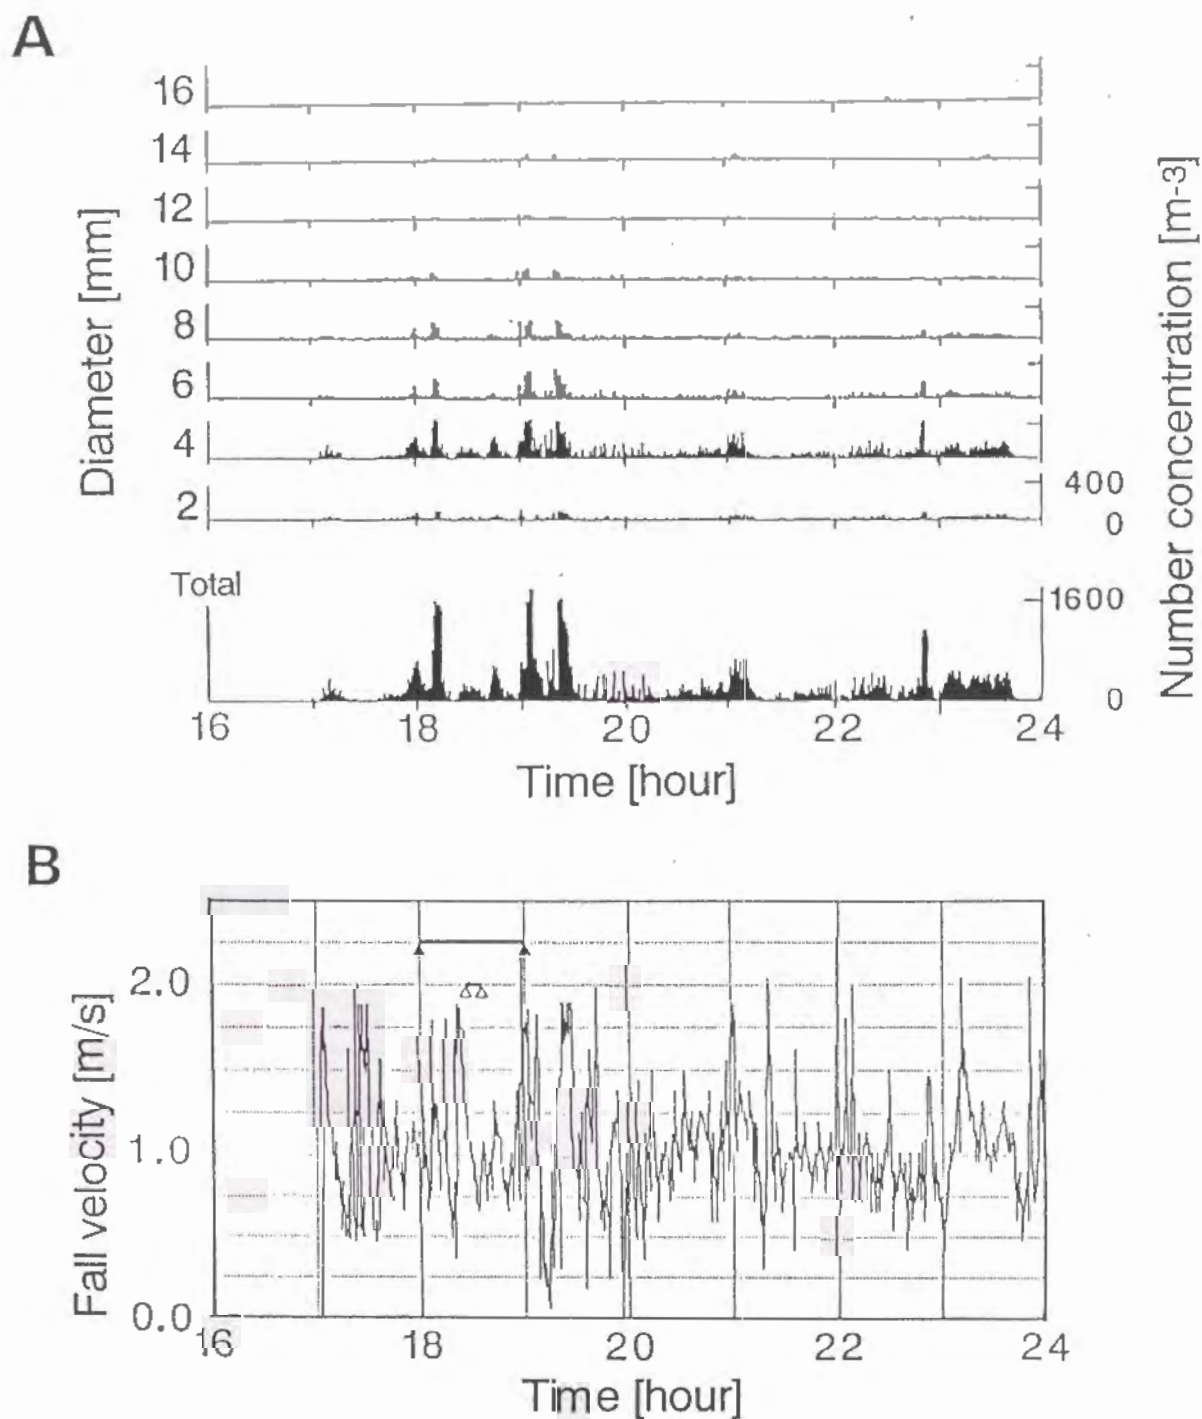 A
16
14
12
10
8
6
4
2
Diameter [mm]
400
0
Total
1600
0
Number concentration [m-3]
16 18 20 22 24
Time [hour]
B
2.0
1.0
0.0
Fall velocity [m/s]
16 18 20 22 24
Time [hour]